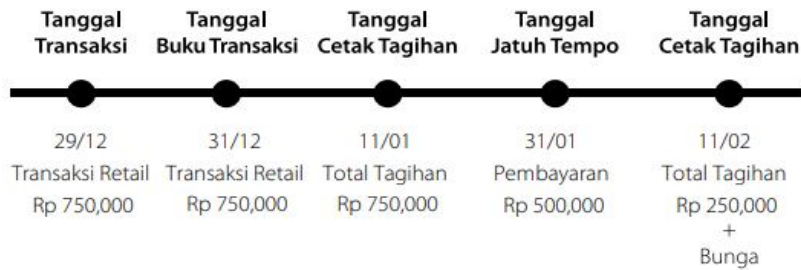 Tanggal Transaksi
Tanggal Buku Transaksi
Tanggal Cetak Tagihan
Tanggal Jatuh Tempo
Tanggal Cetak Tagihan
29/12
Transaksi Retail
Rp 750,000
31/12
Transaksi Retail
Rp 750,000
11/01
Total Tagihan
Rp 750,000
31/01
Pembayaran
Rp 500,000
11/02
Total Tagihan
Rp 250,000
+
Bunga